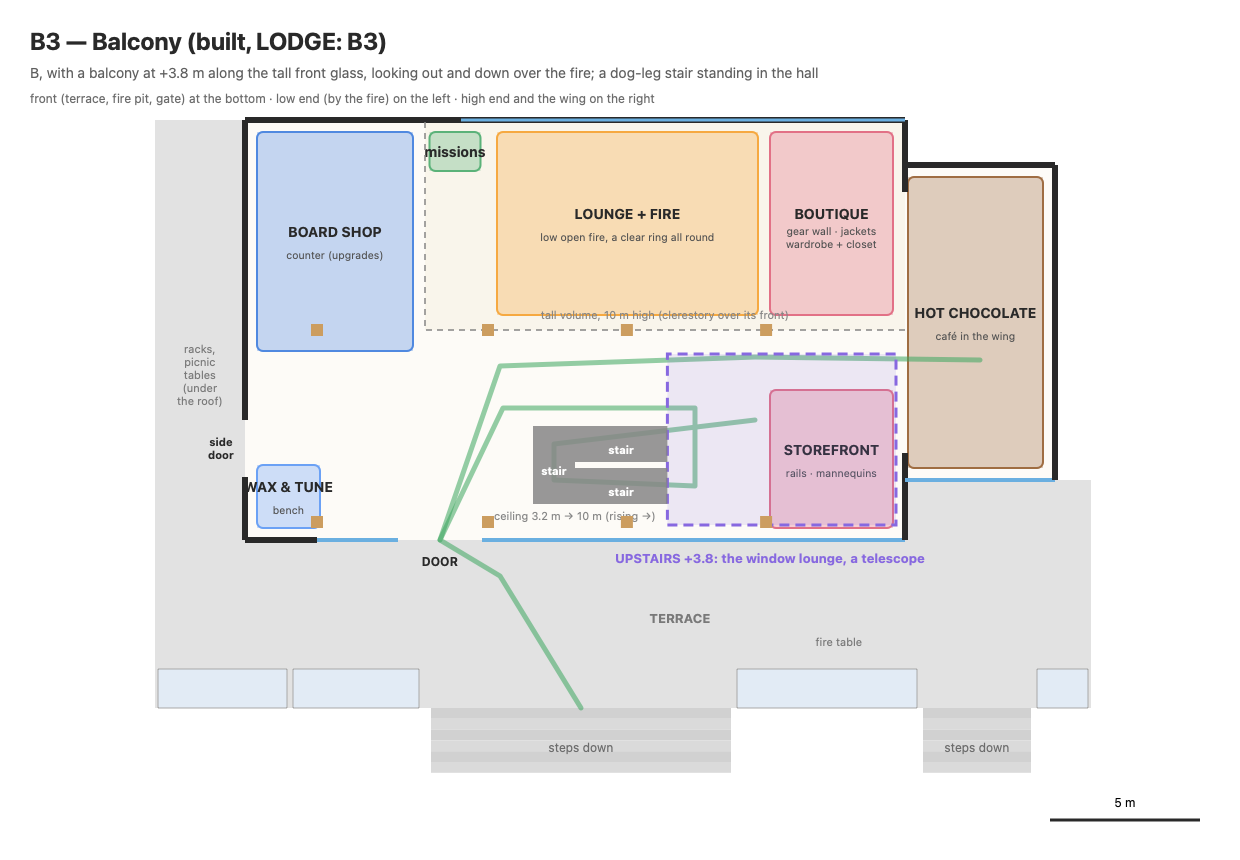 B3 — Balcony (built, LODGE: B3)
B, with a balcony at +3.8 m along the tall front glass, looking out and down over the fire; a dog-leg stair standing in the hall
front (terrace, fire pit, gate) at the bottom · low end (by the fire) on the left · high end and the wing on the right
missions
BOARD SHOP
counter (upgrades)
LOUNGE + FIRE
low open fire, a clear ring all round
BOUTIQUE
gear wall · jackets
wardrobe + closet
HOT CHOCOLATE
café in the wing
tall volume, 10 m high (clerestory over its front)
racks,
picnic
tables
(under
the roof)
side
door
stair
stair
stair
STOREFRONT
rails · mannequins
WAX & TUNE
bench
ceiling 3.2 m → 10 m (rising →)
DOOR
UPSTAIRS +3.8: the window lounge, a telescope
TERRACE
fire table
steps down
steps down
5 m